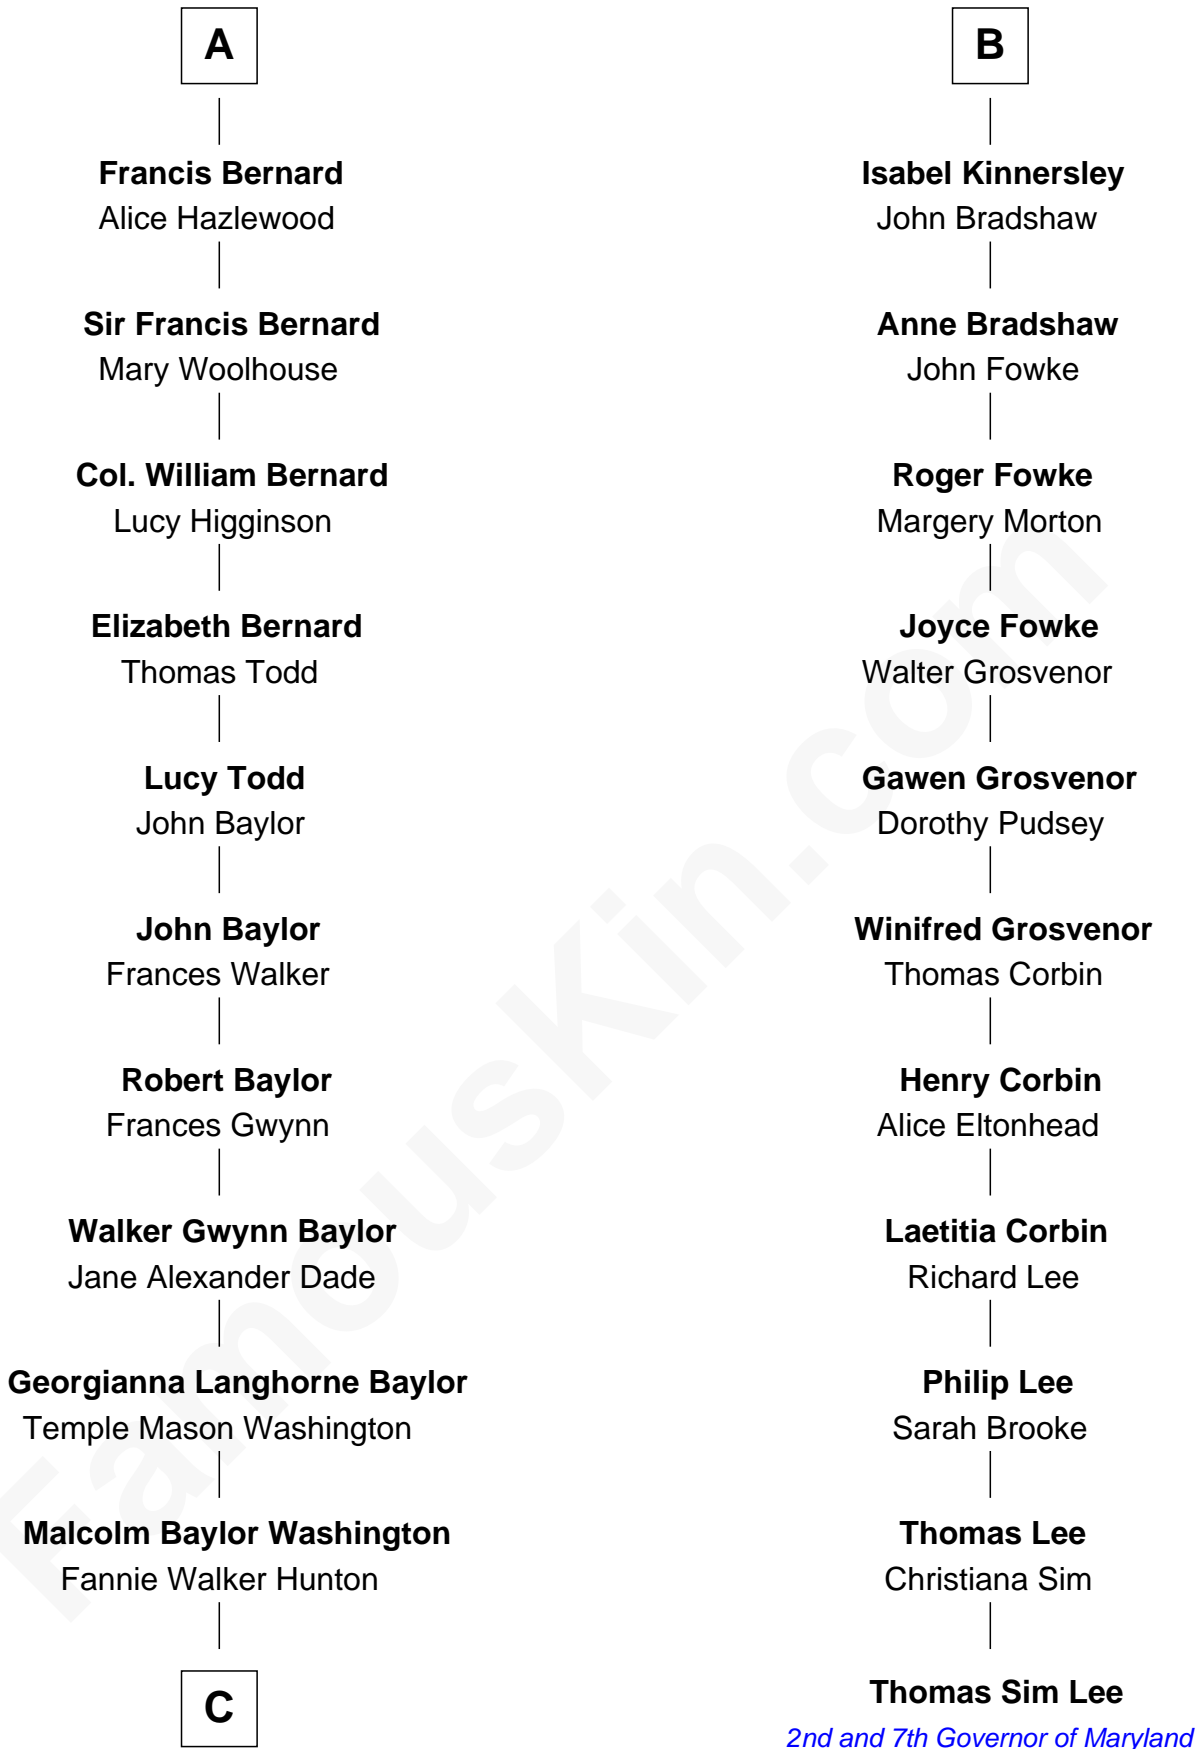 A
Francis Bernard
Alice Hazlewood
Sir Francis Bernard
Mary Woolhouse
Col. William Bernard
Lucy Higginson
Elizabeth Bernard
Thomas Todd
Lucy Todd
John Baylor
John Baylor
Frances Walker
Robert Baylor
Frances Gwynn
Walker Gwynn Baylor
Jane Alexander Dade
Georgianna Langhorne Baylor
Temple Mason Washington
Malcolm Baylor Washington
Fannie Walker Hunton
C
B
Isabel Kinnersley
John Bradshaw
Anne Bradshaw
John Fowke
Roger Fowke
Margery Morton
Joyce Fowke
Walter Grosvenor
Gawen Grosvenor
Dorothy Pudsey
Winifred Grosvenor
Thomas Corbin
Henry Corbin
Alice Eltonhead
Laetitia Corbin
Richard Lee
Philip Lee
Sarah Brooke
Thomas Lee
Christiana Sim
Thomas Sim Lee
2nd and 7th Governor of Maryland
FamousKin.com